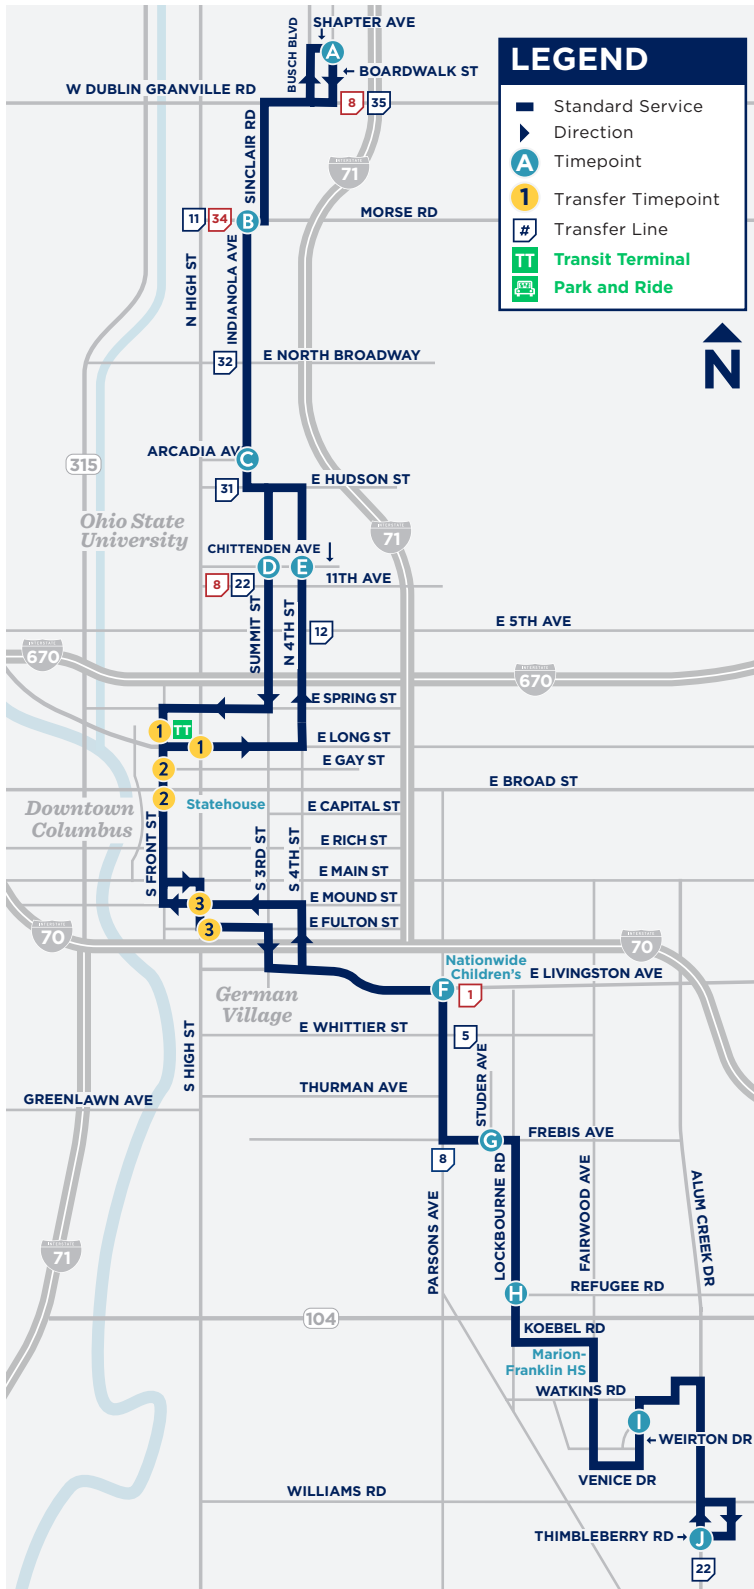 SHAPTER AVE
BUSCH BLVD
A
BOARDWALK ST
W DUBLIN GRANVILLE RD
8
35
LEGEND
Standard Service
Direction
A
Timepoint
1
Transfer Timepoint
#
Transfer Line
TT
Transit Terminal
Park and Ride
N
SINCLAIR RD
INTERSTATE
71
11
34
B
MORSE RD
N HIGH ST
INDIANOLA AVE
32
E NORTH BROADWAY
ARCADIA AV
C
315
31
E HUDSON ST
Ohio State
University
INTERSTATE
71
CHITTENDEN AVE
D
E
8
22
11TH AVE
SUMMIT ST
N 4TH ST
12
E 5TH AVE
INTERSTATE
670
INTERSTATE
670
E SPRING ST
1
TT
1
E LONG ST
2
E GAY ST
E BROAD ST
2
Statehouse
E CAPITAL ST
Downtown
Columbus
S FRONT ST
S 3RD ST
S 4TH ST
E RICH ST
E MAIN ST
3
E MOUND ST
3
E FULTON ST
INTERSTATE
70
INTERSTATE
70
Nationwide
Children's
E LIVINGSTON AVE
F
1
German
Village
E WHITTIER ST
5
S HIGH ST
STUDER AVE
THURMAN AVE
GREENLAWN AVE
G
FREBIS AVE
8
PARSONS AVE
LOCKBOURNE RD
FAIRWOOD AVE
ALUM CREEK DR
INTERSTATE
71
H
REFUGEE RD
104
KOEBEL RD
Marion-
Franklin HS
WATKINS RD
I
WEIRTON DR
VENICE DR
WILLIAMS RD
THIMBLEBERRY RD
J
22